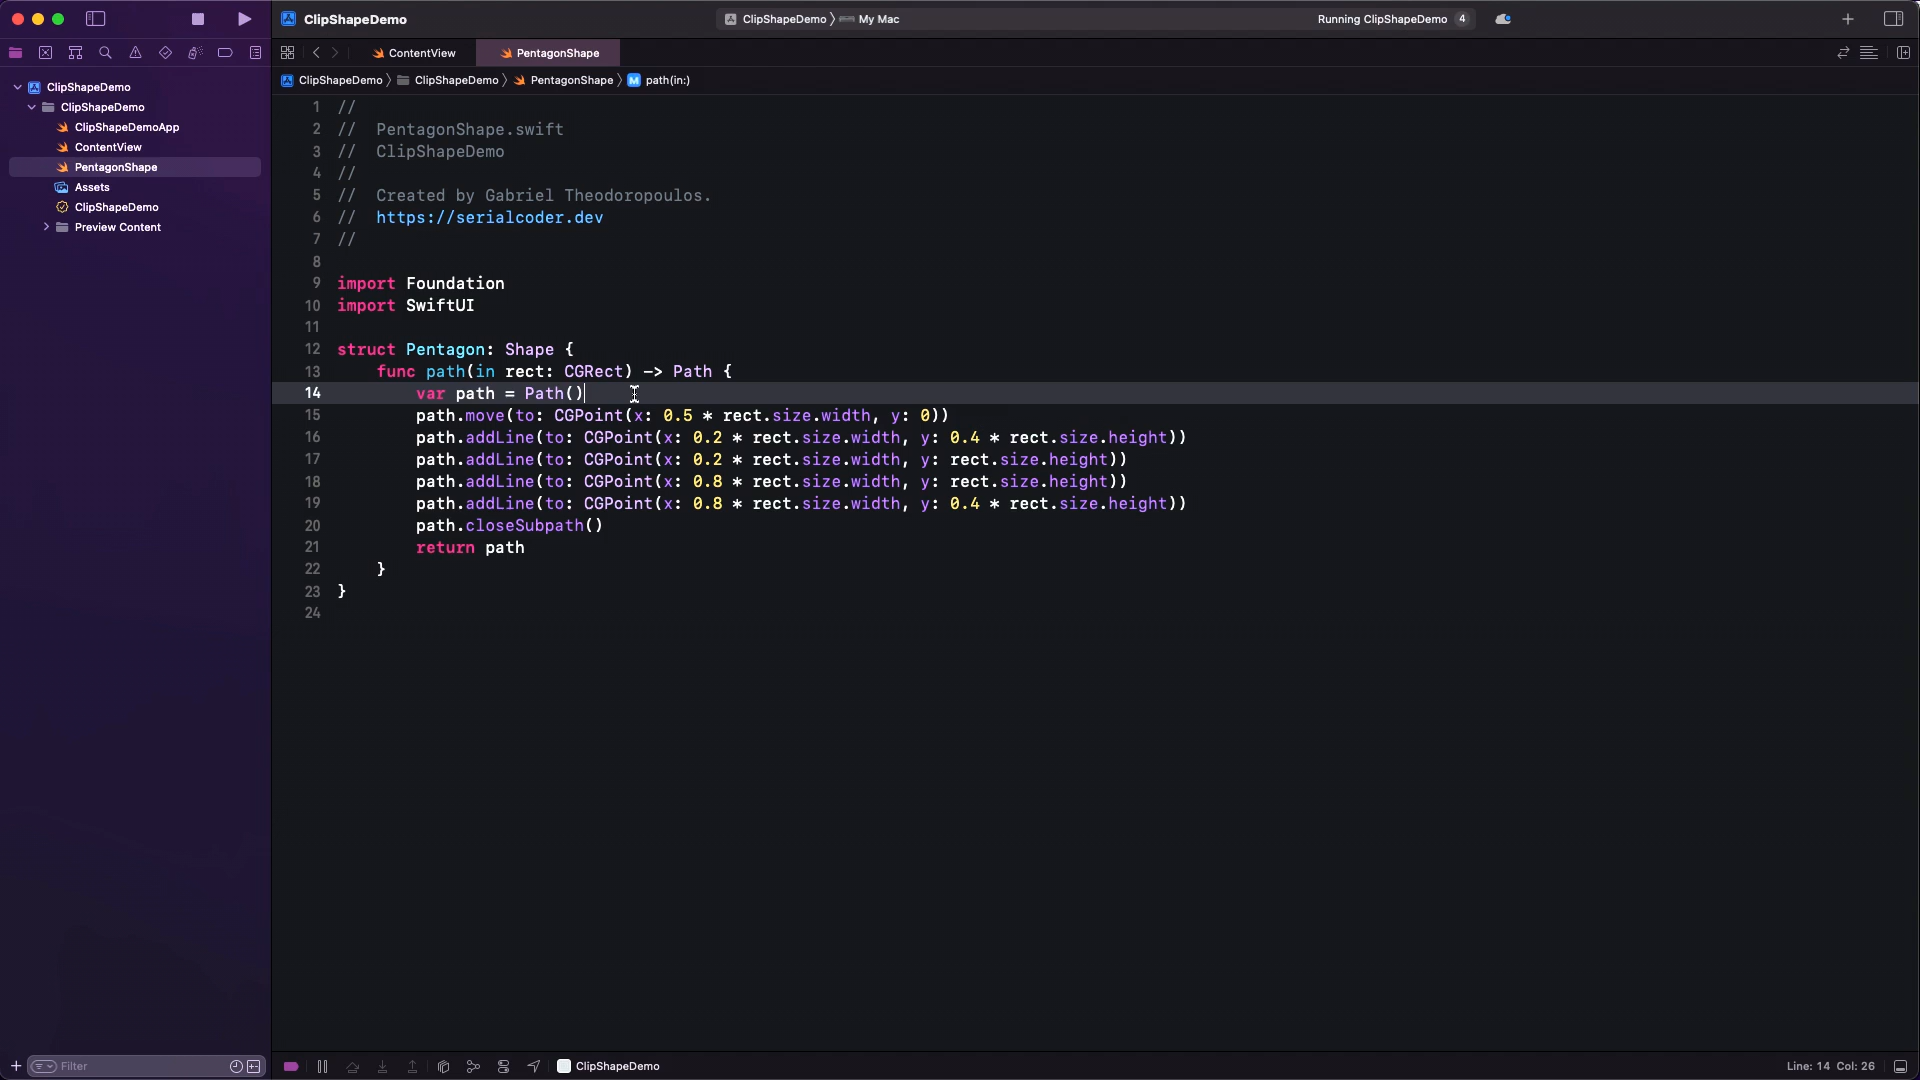 ClipShapeDemo
ClipShapeDemo 〉 My Mac
Running ClipShapeDemo 4
ContentView
PentagonShape
ClipShapeDemo 〉 ClipShapeDemo 〉 PentagonShape 〉 M path(in:)
ClipShapeDemo
ClipShapeDemo
ClipShapeDemoApp
ContentView
PentagonShape
Assets
ClipShapeDemo
Preview Content
1 //
2 //  PentagonShape.swift
3 //  ClipShapeDemo
4 //
5 //  Created by Gabriel Theodoropoulos.
6 //  https://serialcoder.dev
7 //
8
9 import Foundation
10 import SwiftUI
11
12 struct Pentagon: Shape {
13     func path(in rect: CGRect) -> Path {
14         var path = Path()
15         path.move(to: CGPoint(x: 0.5 * rect.size.width, y: 0))
16         path.addLine(to: CGPoint(x: 0.2 * rect.size.width, y: 0.4 * rect.size.height))
17         path.addLine(to: CGPoint(x: 0.2 * rect.size.width, y: rect.size.height))
18         path.addLine(to: CGPoint(x: 0.8 * rect.size.width, y: rect.size.height))
19         path.addLine(to: CGPoint(x: 0.8 * rect.size.width, y: 0.4 * rect.size.height))
20         path.closeSubpath()
21         return path
22     }
23 }
24
Filter
ClipShapeDemo
Line: 14 Col: 26